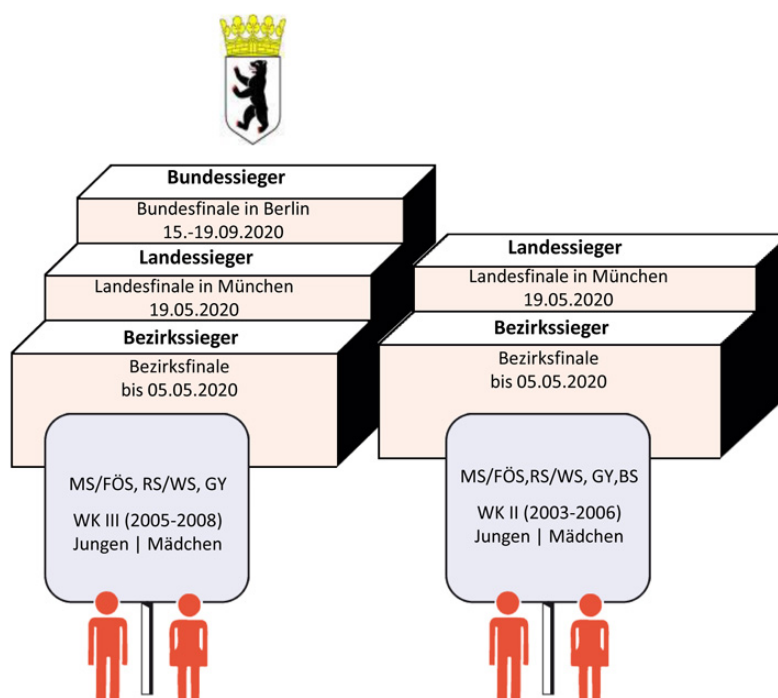 Bundessieger
Bundesfinale in Berlin
15.-19.09.2020
Landessieger
Landesfinale in München
19.05.2020
Bezirkssieger
Bezirksfinale
bis 05.05.2020
MS/FÖS, RS/WS, GY
WK III (2005-2008)
Jungen | Mädchen
Landessieger
Landesfinale in München
19.05.2020
Bezirkssieger
Bezirksfinale
bis 05.05.2020
MS/FÖS,RS/WS, GY,BS
WK II (2003-2006)
Jungen | Mädchen